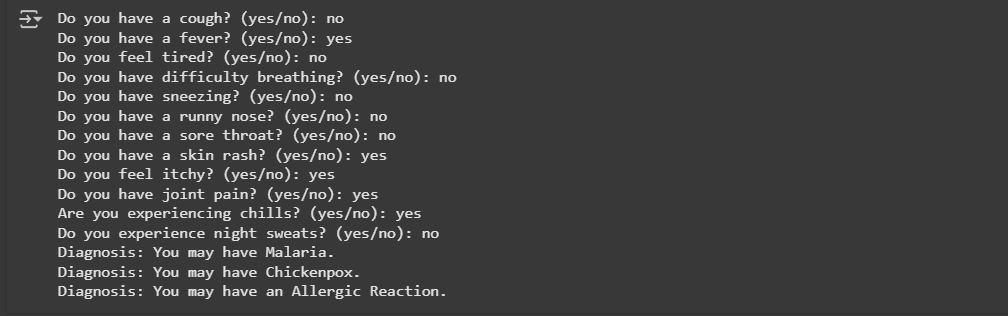 Do you have a cough? (yes/no): no
Do you have a fever? (yes/no): yes
Do you feel tired? (yes/no): no
Do you have difficulty breathing? (yes/no): no
Do you have sneezing? (yes/no): no
Do you have a runny nose? (yes/no): no
Do you have a sore throat? (yes/no): no
Do you have a skin rash? (yes/no): yes
Do you feel itchy? (yes/no): yes
Do you have joint pain? (yes/no): yes
Are you experiencing chills? (yes/no): yes
Do you experience night sweats? (yes/no): no
Diagnosis: You may have Malaria.
Diagnosis: You may have Chickenpox.
Diagnosis: You may have an Allergic Reaction.